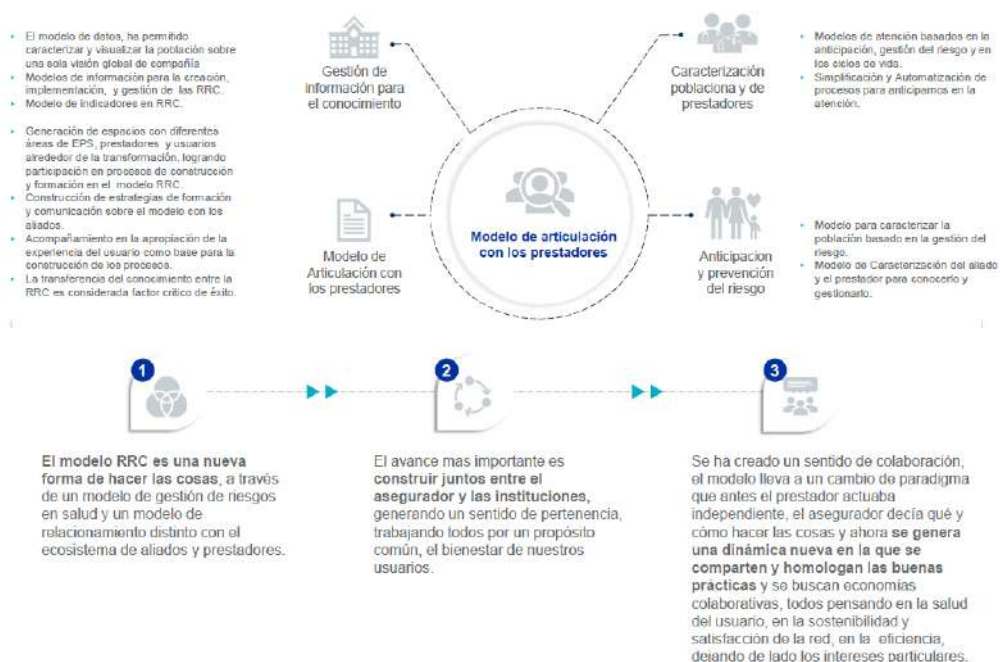 El modelo de datos, ha permitido
caracterizar y visualizar la población sobre
una sola visión global de compañía
Modelos de información para la creación,
implementación, y gestión de las RRC.
Modelo de indicadores en RRC.
Generación de espacios con diferentes
áreas de EPS, prestadores y usuarios
alrededor de la transformación, logrando
participación en procesos de construcción
y formación en el modelo RRC.
Construcción de estrategias de formación
y comunicación sobre el modelo con los
aliados.
Acompañamiento en la apropiación de la
experiencia del usuario como base para la
construcción de los procesos.
La transferencia del conocimiento entre la
RRC es considerada factor critico de éxito.
Gestión de
Información para
el conocimiento
Modelo de
Articulación con
los prestadores
Modelo de articulación
con los prestadores
Caracterización
poblaciona y de
prestadores
Anticipacion
y prevención
del riesgo
Modelos de atención basados en la
anticipación, gestión del riesgo y en
los ciclos de vida.
Simplificación y Automatización de
procesos para anticiparnos en la
atención.
Modelo para caracterizar la
población basado en la gestión del
riesgo.
Modelo de Caracterización del aliado
y el prestador para conocerlo y
gestionarlo.
1
El modelo RRC es una nueva
forma de hacer las cosas, a través
de un modelo de gestión de riesgos
en salud y un modelo de
relacionamiento distinto con el
ecosistema de aliados y prestadores.
2
El avance mas importante es
construir juntos entre el
asegurador y las instituciones,
generando un sentido de pertenencia,
trabajando todos por un propósito
común, el bienestar de nuestros
usuarios.
3
Se ha creado un sentido de colaboración,
el modelo lleva a un cambio de paradigma
que antes el prestador actuaba
independiente, el asegurador decía qué y
cómo hacer las cosas y ahora se genera
una dinámica nueva en la que se
comparten y homologan las buenas
prácticas y se buscan economías
colaborativas, todos pensando en la salud
del usuario, en la sostenibilidad y
satisfacción de la red, en la eficiencia,
dejando de lado los intereses particulares.